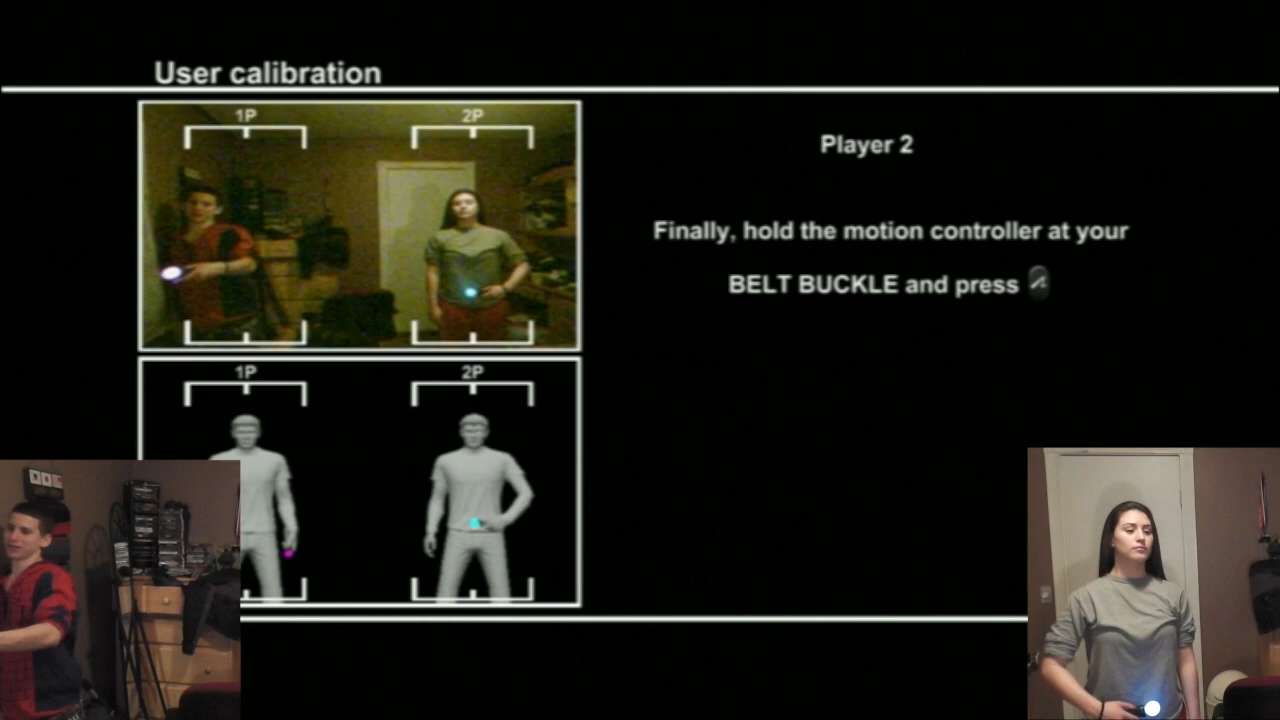 User calibration
1P
2P
Player 2
Finally, hold the motion controller at your
BELT BUCKLE and press
1P
2P